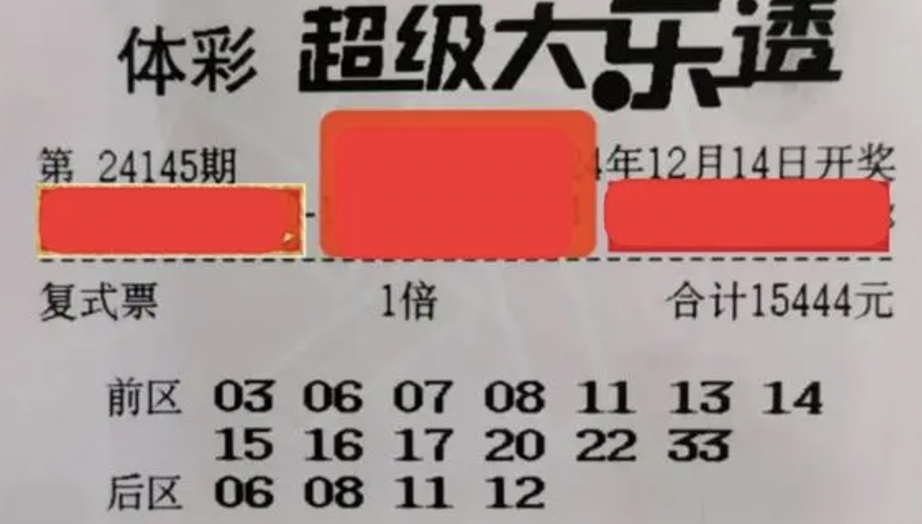 体彩 超级大乐透
第 24145期 4年12月14日开奖
复式票 1倍 合计15444元
前区 03 06 07 08 11 13 14
15 16 17 20 22 33
后区 06 08 11 12